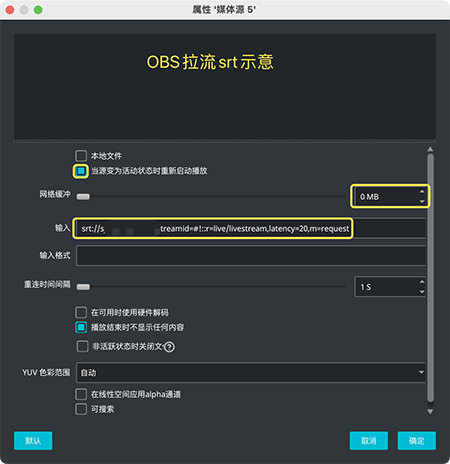 属性 '媒体源 5'
OBS拉流srt示意
本地文件
当源变为活动状态时重新启动播放
网络缓冲
0 MB
输入
srt://s treamid=#!::r=live/livestream,latency=20,m=request
输入格式
重连时间间隔
1 S
在可用时使用硬件解码
播放结束时不显示任何内容
非活跃状态时关闭文
YUV 色彩范围
自动
在线性空间应用alpha通道
可搜索
默认
取消
确定